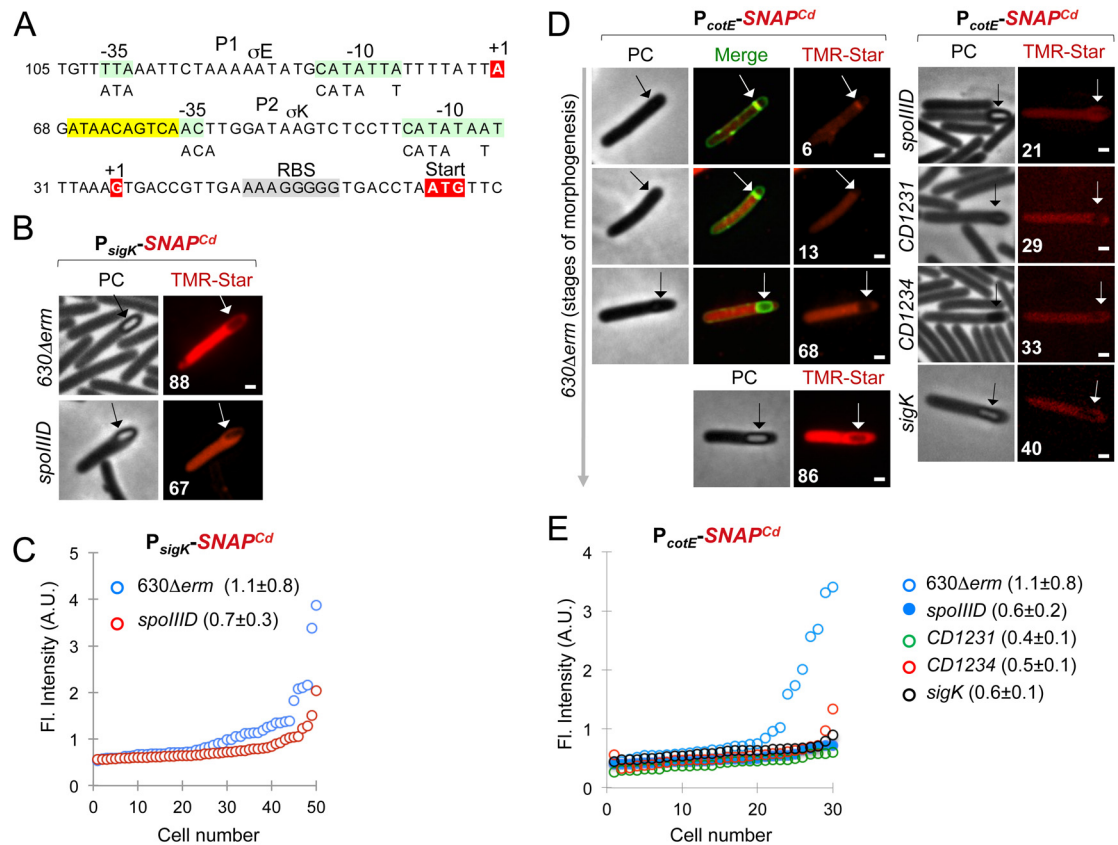 A
-35 P1 σE -10 +1
105 TGTTTTAAATTCTAAAAATATGCATATTATTTTATTA
ATA CATA T
-35 P2 σK -10
68 GATAACAGTCAACTTGGATAAGTCTCCTTCATATAAT
ACA CATA T
+1 RBS Start
31 TTAAAGTGACCGTTGAAAAGGGGGTGACCTAATGTTC
B
PsigK-SNAPCd
PC TMR-Star
630Δerm
88
spoIIID
67
C
PsigK-SNAPCd
Fl. Intensity (A.U.)
5
4
3
2
1
0
630Δerm (1.1±0.8)
spoIIID (0.7±0.3)
0 10 20 30 40 50
Cell number
D
PcotE-SNAPCd
PC Merge TMR-Star
630Δerm (stages of morphogenesis)
6
13
68
PC TMR-Star
86
PcotE-SNAPCd
PC TMR-Star
spoIIID
21
CD1231
29
CD1234
33
sigK
40
E
PcotE-SNAPCd
Fl. Intensity (A.U.)
4
3
2
1
0
630Δerm (1.1±0.8)
spoIIID (0.6±0.2)
CD1231 (0.4±0.1)
CD1234 (0.5±0.1)
sigK (0.6±0.1)
0 10 20 30
Cell number